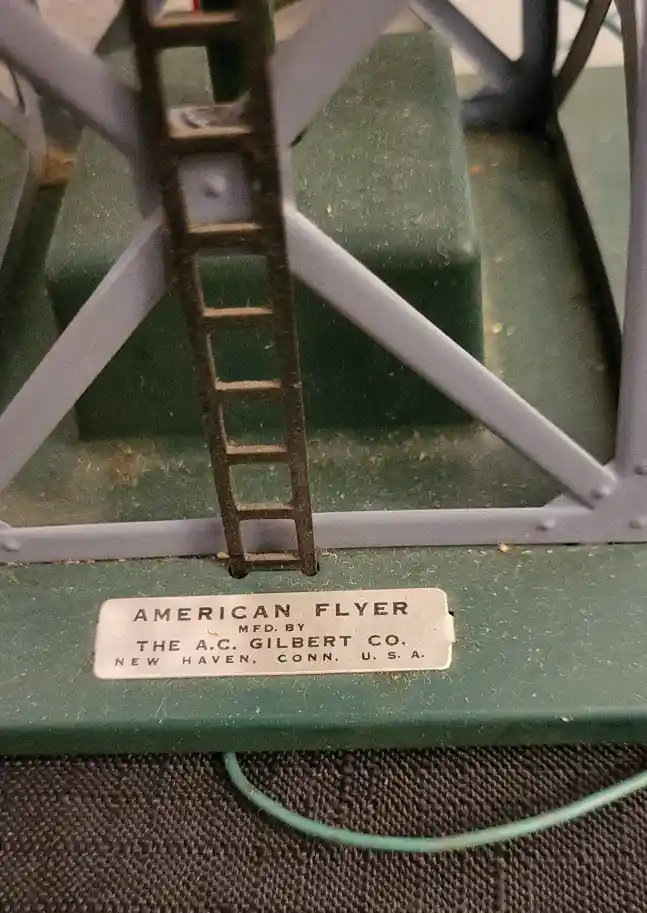 AMERICAN FLYER
MFD. BY
THE A.C. GILBERT CO.
NEW HAVEN, CONN. U. S. A.